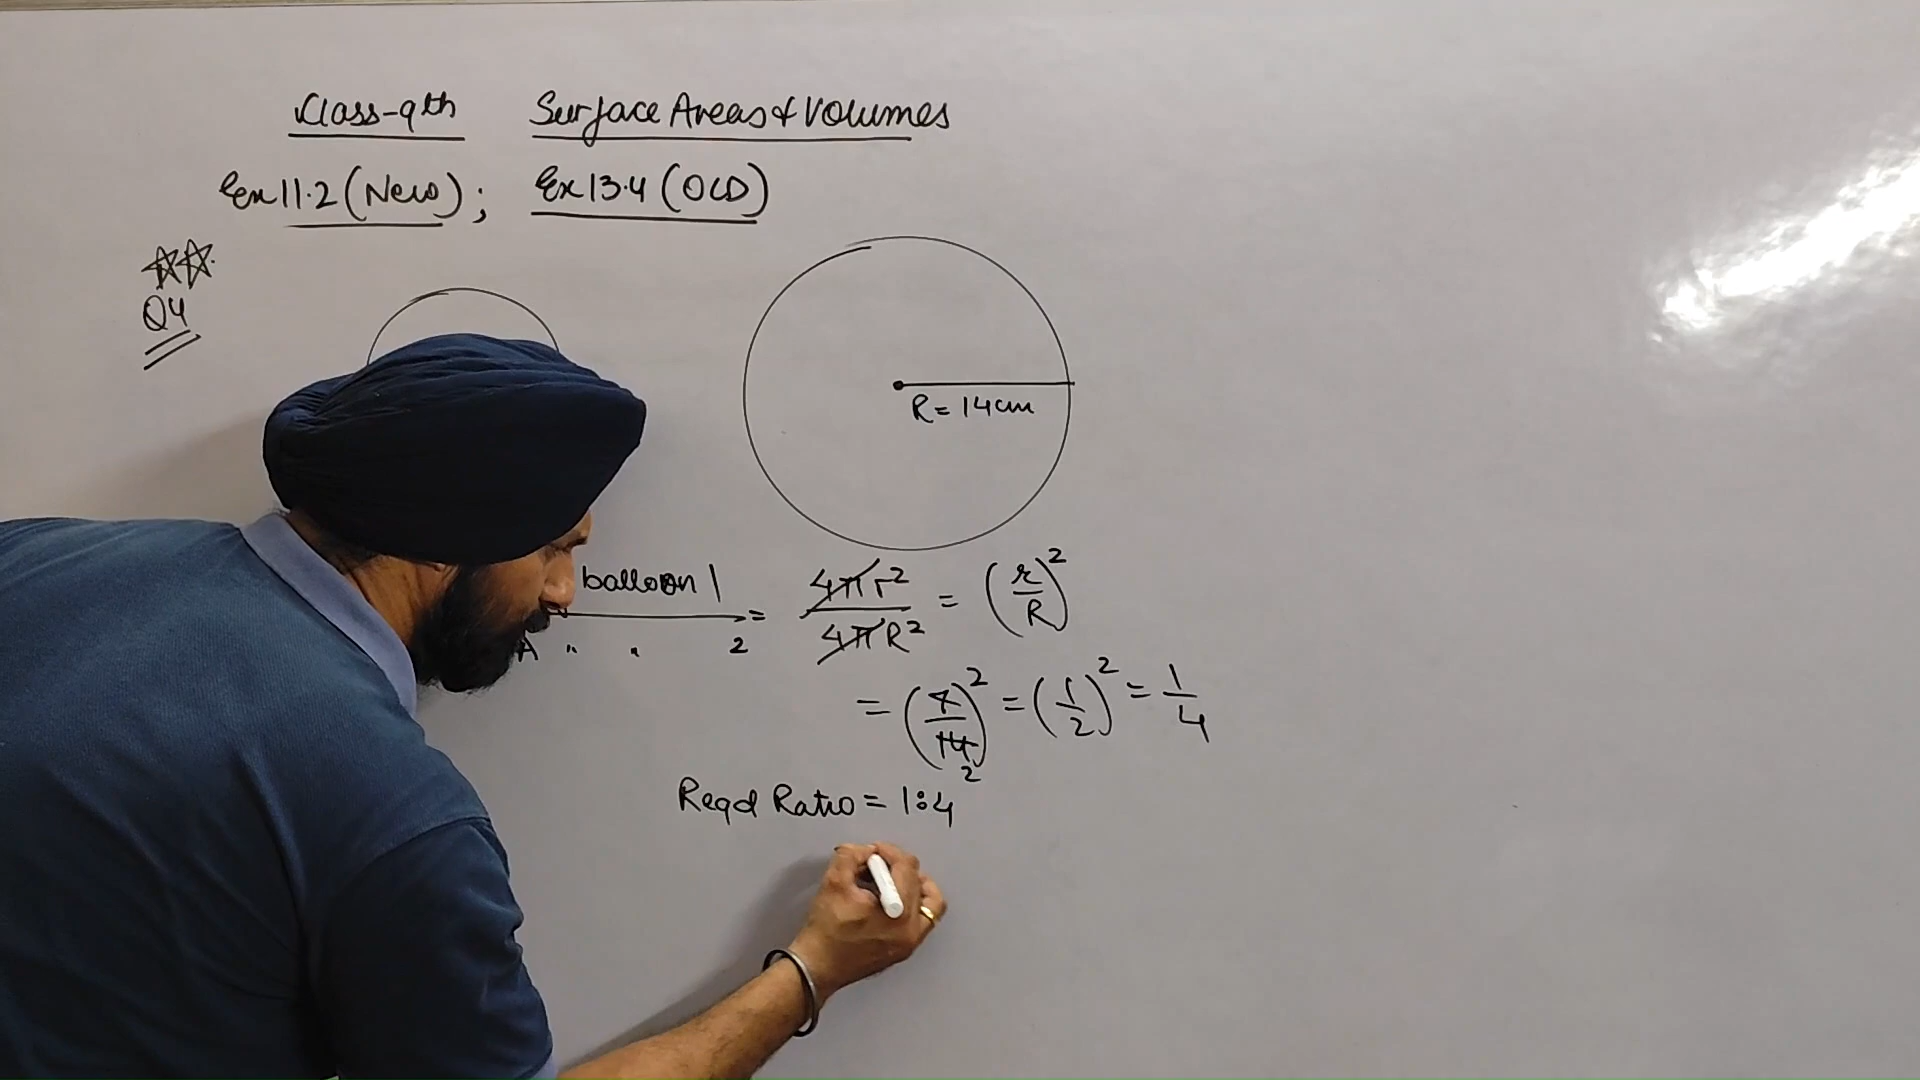 Class-9th Surface Areas & Volumes
Ex 11.2 (New) ; Ex 13.4 (OLD)
Q4
R = 14cm
balloon 1 = 4πr² / 4πR² = (r/R)²
A " " 2
= (7/14)² = (1/2)² = 1/4
2
Reqd Ratio = 1:4